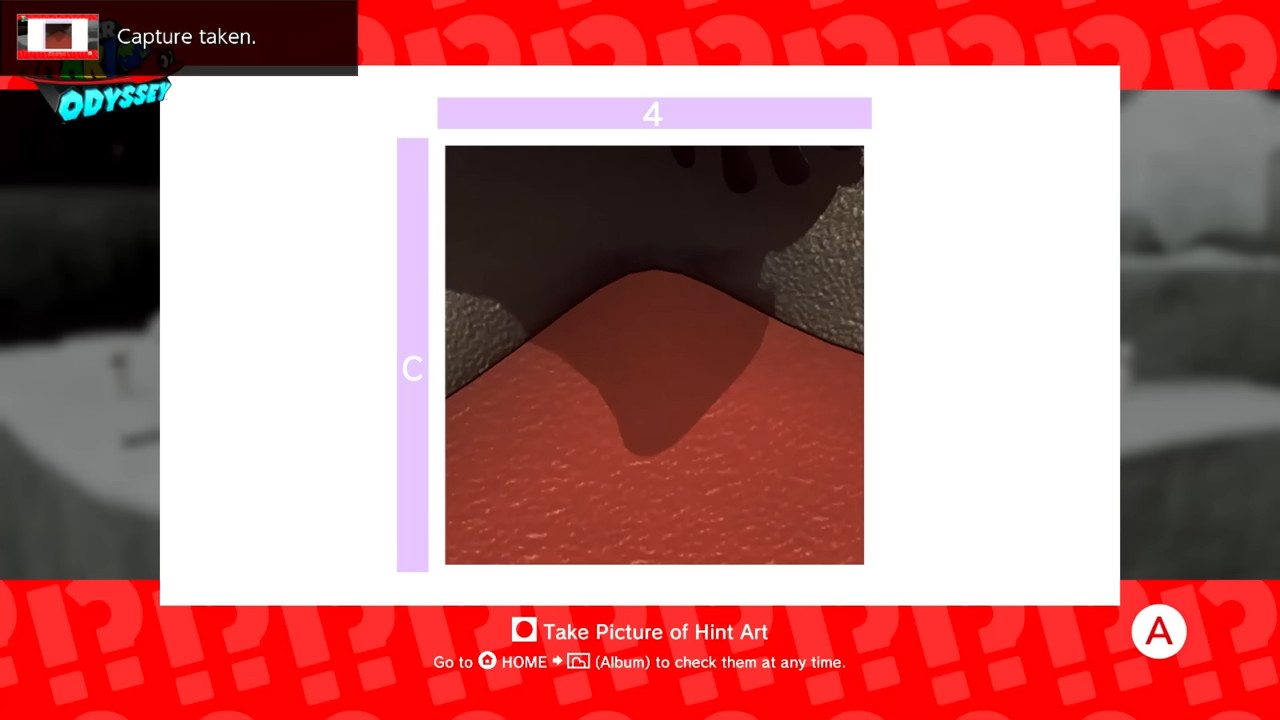 Capture taken.
ODYSSEY
4
C
Take Picture of Hint Art
A
Go to HOME (Album) to check them at any time.